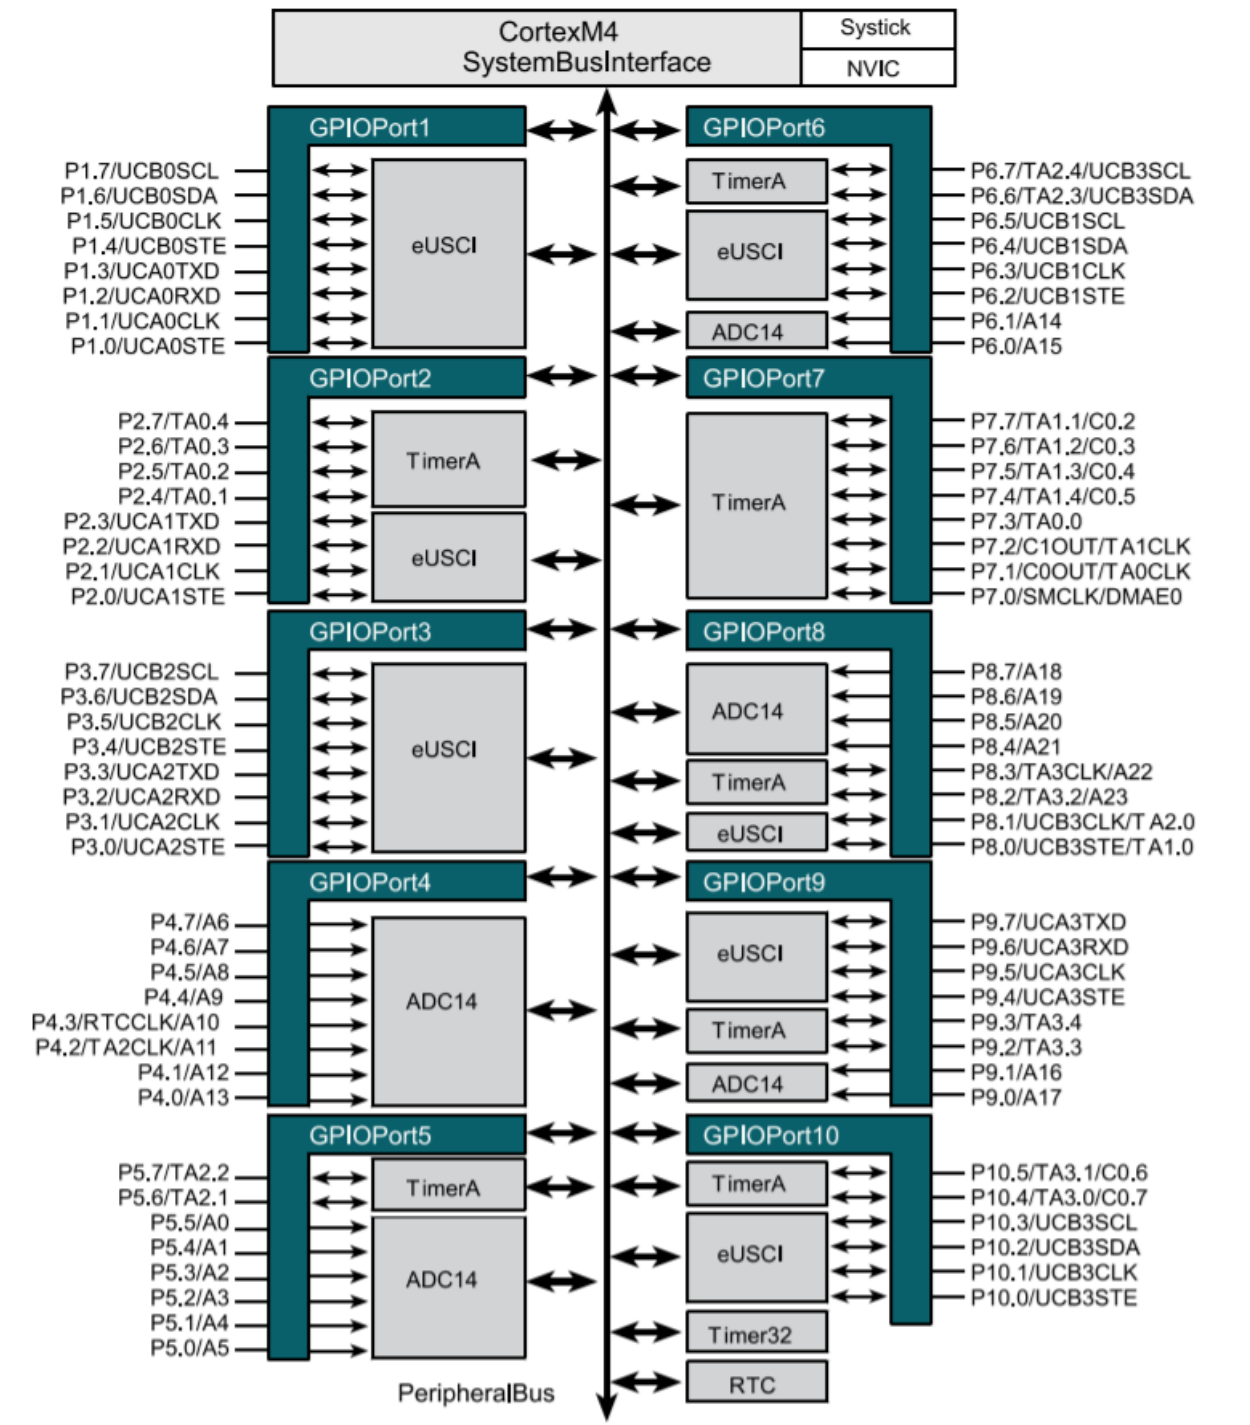 CortexM4
SystemBusInterface
Systick
NVIC
GPIOPort1
P1.7/UCB0SCL
P1.6/UCB0SDA
P1.5/UCB0CLK
P1.4/UCB0STE
P1.3/UCA0TXD
P1.2/UCA0RXD
P1.1/UCA0CLK
P1.0/UCA0STE
eUSCI
GPIOPort2
P2.7/TA0.4
P2.6/TA0.3
P2.5/TA0.2
P2.4/TA0.1
P2.3/UCA1TXD
P2.2/UCA1RXD
P2.1/UCA1CLK
P2.0/UCA1STE
TimerA
eUSCI
GPIOPort3
P3.7/UCB2SCL
P3.6/UCB2SDA
P3.5/UCB2CLK
P3.4/UCB2STE
P3.3/UCA2TXD
P3.2/UCA2RXD
P3.1/UCA2CLK
P3.0/UCA2STE
eUSCI
GPIOPort4
P4.7/A6
P4.6/A7
P4.5/A8
P4.4/A9
P4.3/RTCCLK/A10
P4.2/TA2CLK/A11
P4.1/A12
P4.0/A13
ADC14
GPIOPort5
P5.7/TA2.2
P5.6/TA2.1
P5.5/A0
P5.4/A1
P5.3/A2
P5.2/A3
P5.1/A4
P5.0/A5
TimerA
ADC14
PeripheralBus
GPIOPort6
TimerA
eUSCI
ADC14
P6.7/TA2.4/UCB3SCL
P6.6/TA2.3/UCB3SDA
P6.5/UCB1SCL
P6.4/UCB1SDA
P6.3/UCB1CLK
P6.2/UCB1STE
P6.1/A14
P6.0/A15
GPIOPort7
TimerA
P7.7/TA1.1/C0.2
P7.6/TA1.2/C0.3
P7.5/TA1.3/C0.4
P7.4/TA1.4/C0.5
P7.3/TA0.0
P7.2/C1OUT/TA1CLK
P7.1/C0OUT/TA0CLK
P7.0/SMCLK/DMAE0
GPIOPort8
ADC14
TimerA
eUSCI
P8.7/A18
P8.6/A19
P8.5/A20
P8.4/A21
P8.3/TA3CLK/A22
P8.2/TA3.2/A23
P8.1/UCB3CLK/TA2.0
P8.0/UCB3STE/TA1.0
GPIOPort9
eUSCI
TimerA
ADC14
P9.7/UCA3TXD
P9.6/UCA3RXD
P9.5/UCA3CLK
P9.4/UCA3STE
P9.3/TA3.4
P9.2/TA3.3
P9.1/A16
P9.0/A17
GPIOPort10
TimerA
eUSCI
P10.5/TA3.1/C0.6
P10.4/TA3.0/C0.7
P10.3/UCB3SCL
P10.2/UCB3SDA
P10.1/UCB3CLK
P10.0/UCB3STE
Timer32
RTC